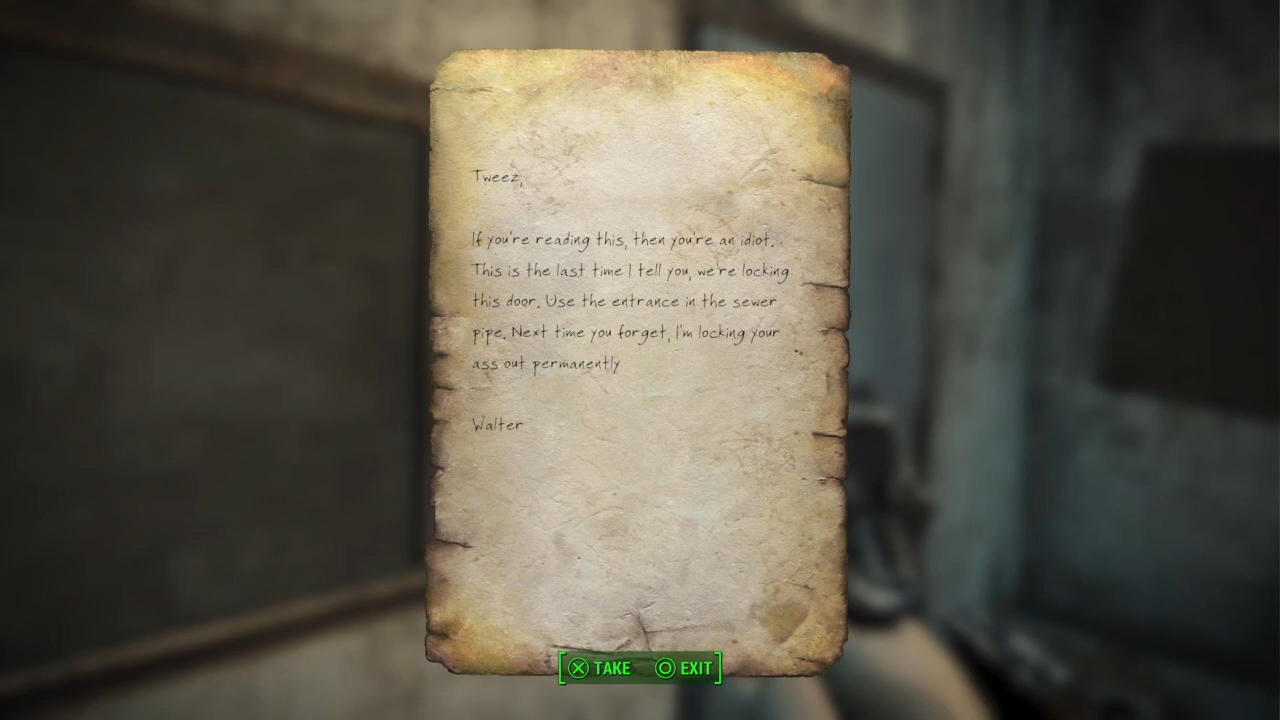 Tweez,
If you're reading this, then you're an idiot.
This is the last time I tell you, we're locking
this door. Use the entrance in the sewer
pipe. Next time you forget, I'm locking your
ass out permanently
Walter
TAKE EXIT